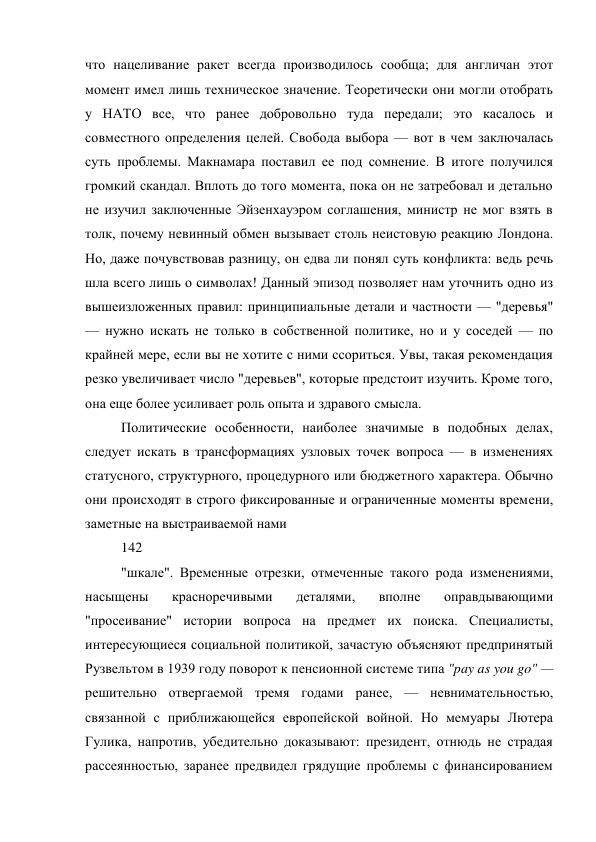 что нацеливание ракет всегда производилось сообща; для англичан этот
момент имел лишь техническое значение. Теоретически они могли отобрать
у НАТО все, что ранее добровольно туда передали; это касалось и
совместного определения целей. Свобода выбора — вот в чем заключалась
суть проблемы. Макнамара поставил ее под сомнение. В итоге получился
громкий скандал. Вплоть до того момента, пока он не затребовал и детально
не изучил заключенные Эйзенхауэром соглашения, министр не мог взять в
толк, почему невинный обмен вызывает столь неистовую реакцию Лондона.
Но, даже почувствовав разницу, он едва ли понял суть конфликта: ведь речь
шла всего лишь о символах! Данный эпизод позволяет нам уточнить одно из
вышеизложенных правил: принципиальные детали и частности — "деревья"
— нужно искать не только в собственной политике, но и у соседей — по
крайней мере, если вы не хотите с ними ссориться. Увы, такая рекомендация
резко увеличивает число "деревьев", которые предстоит изучить. Кроме того,
она еще более усиливает роль опыта и здравого смысла.
Политические особенности, наиболее значимые в подобных делах,
следует искать в трансформациях узловых точек вопроса — в изменениях
статусного, структурного, процедурного или бюджетного характера. Обычно
они происходят в строго фиксированные и ограниченные моменты времени,
заметные на выстраиваемой нами
142
"шкале". Временные отрезки, отмеченные такого рода изменениями,
насыщены красноречивыми деталями, вполне оправдывающими
"просеивание" истории вопроса на предмет их поиска. Специалисты,
интересующиеся социальной политикой, зачастую объясняют предпринятый
Рузвельтом в 1939 году поворот к пенсионной системе типа "pay as you go" —
решительно отвергаемой тремя годами ранее, — невнимательностью,
связанной с приближающейся европейской войной. Но мемуары Лютера
Гулика, напротив, убедительно доказывают: президент, отнюдь не страдая
рассеянностью, заранее предвидел грядущие проблемы с финансированием